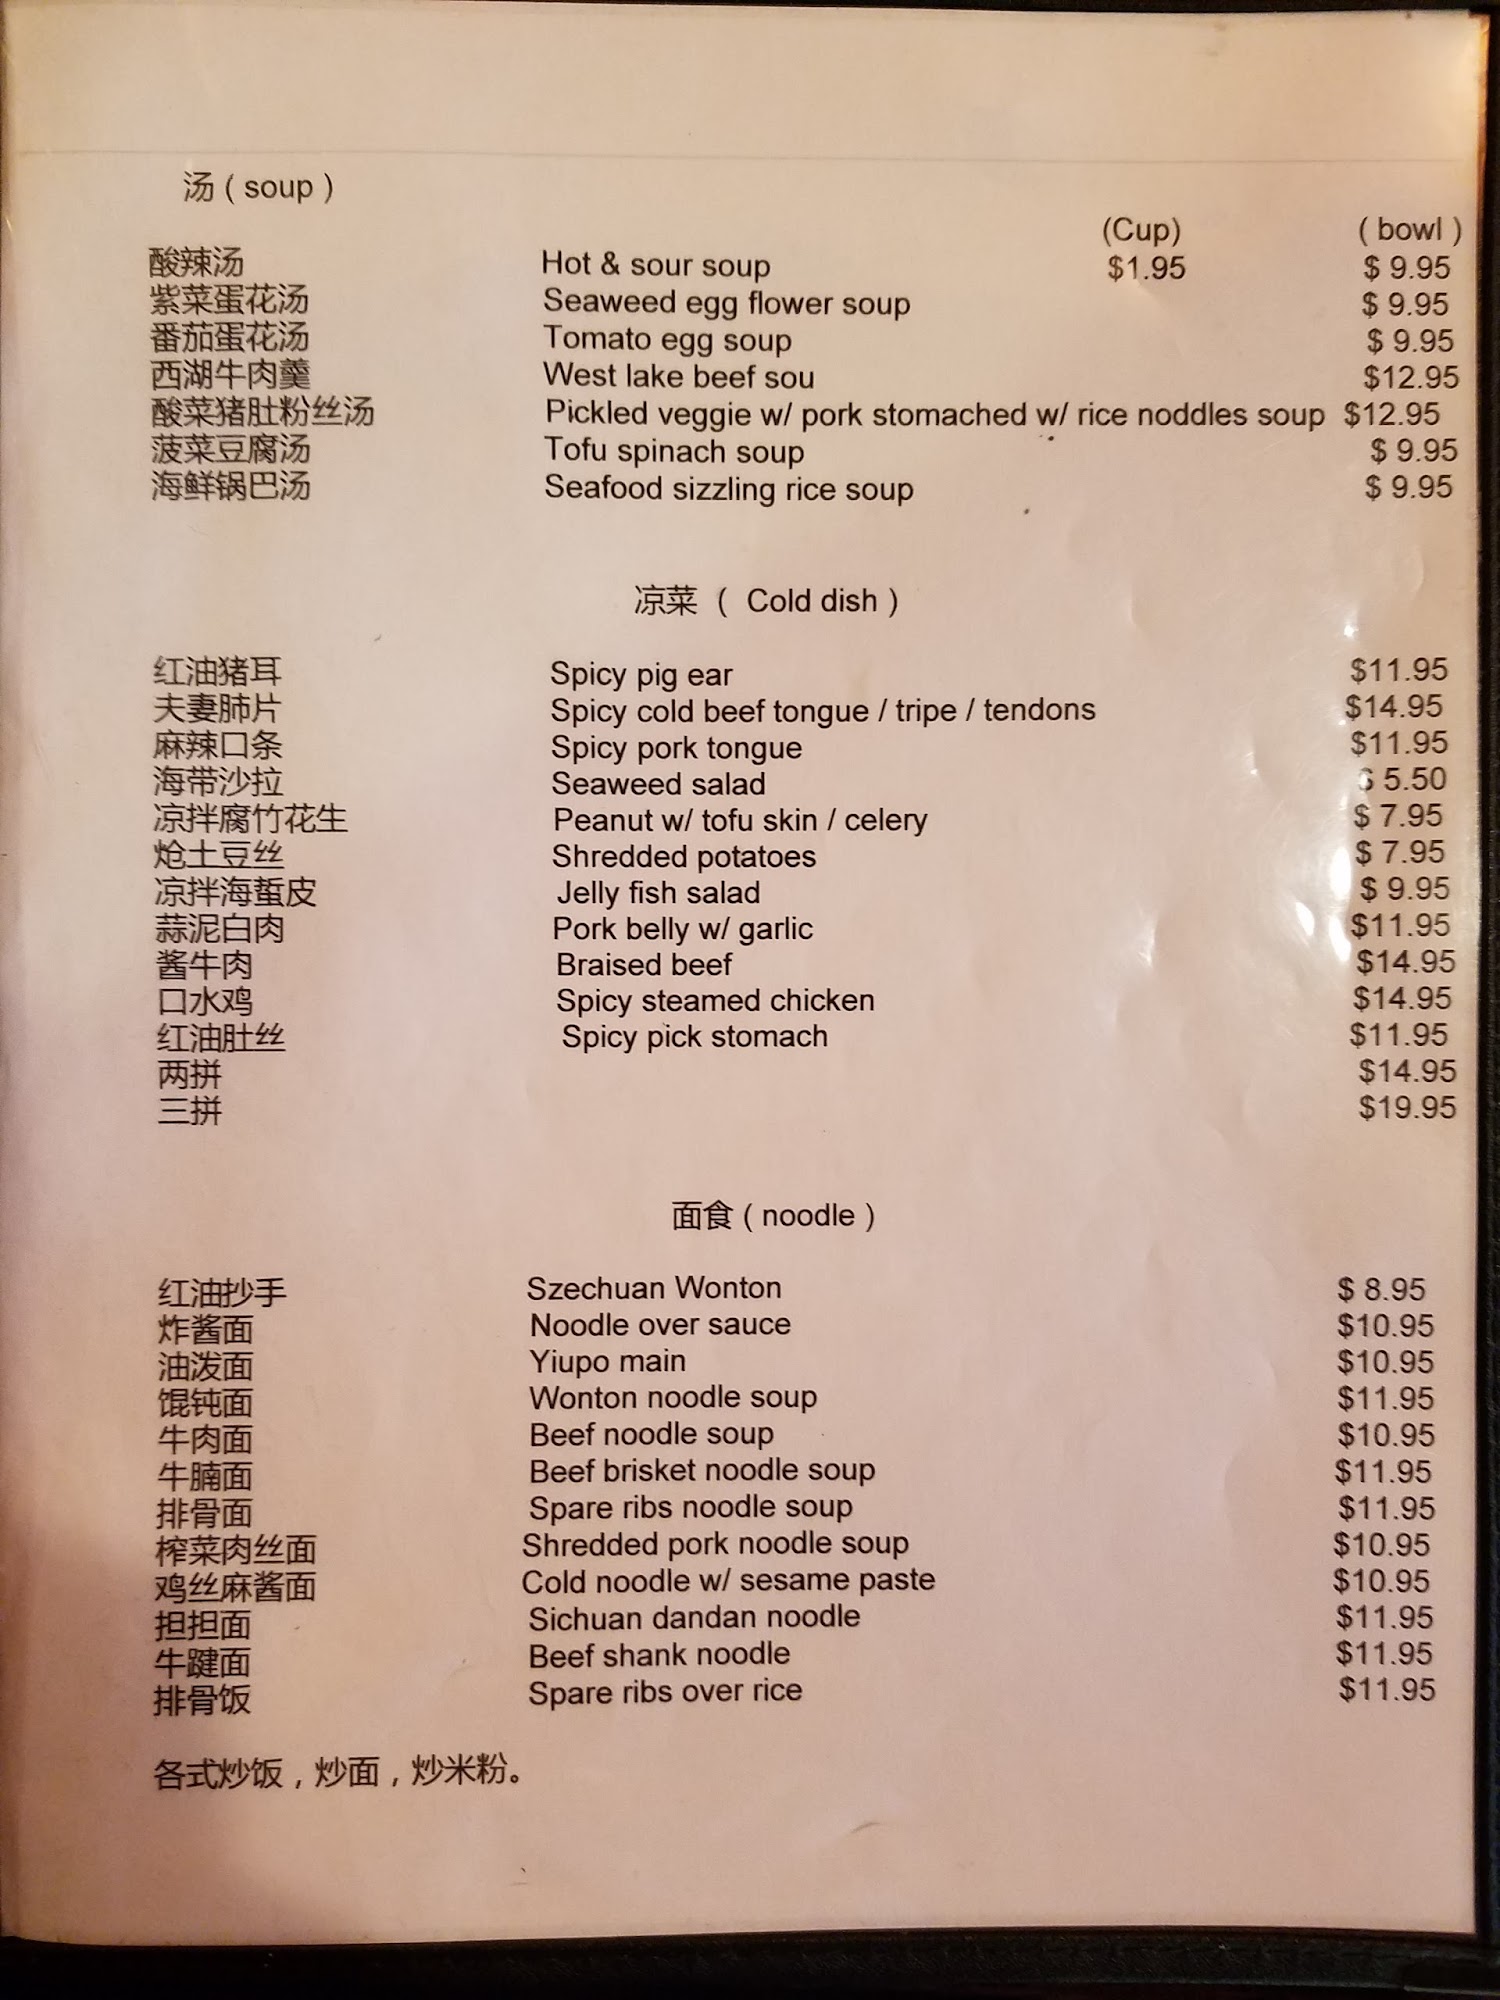 汤 ( soup )
(Cup) ( bowl )
酸辣汤 Hot & sour soup $1.95 $ 9.95
紫菜蛋花汤 Seaweed egg flower soup $ 9.95
番茄蛋花汤 Tomato egg soup $ 9.95
西湖牛肉羹 West lake beef sou $12.95
酸菜猪肚粉丝汤 Pickled veggie w/ pork stomached w/ rice noddles soup $12.95
菠菜豆腐汤 Tofu spinach soup $ 9.95
海鲜锅巴汤 Seafood sizzling rice soup $ 9.95
凉菜 ( Cold dish )
红油猪耳 Spicy pig ear $11.95
夫妻肺片 Spicy cold beef tongue / tripe / tendons $14.95
麻辣口条 Spicy pork tongue $11.95
海带沙拉 Seaweed salad $ 5.50
凉拌腐竹花生 Peanut w/ tofu skin / celery $ 7.95
炝土豆丝 Shredded potatoes $ 7.95
凉拌海蜇皮 Jelly fish salad $ 9.95
蒜泥白肉 Pork belly w/ garlic $11.95
酱牛肉 Braised beef $14.95
口水鸡 Spicy steamed chicken $14.95
红油肚丝 Spicy pick stomach $11.95
两拼 $14.95
三拼 $19.95
面食 ( noodle )
红油抄手 Szechuan Wonton $ 8.95
炸酱面 Noodle over sauce $10.95
油泼面 Yiupo main $10.95
馄饨面 Wonton noodle soup $11.95
牛肉面 Beef noodle soup $10.95
牛腩面 Beef brisket noodle soup $11.95
排骨面 Spare ribs noodle soup $11.95
榨菜肉丝面 Shredded pork noodle soup $10.95
鸡丝麻酱面 Cold noodle w/ sesame paste $10.95
担担面 Sichuan dandan noodle $11.95
牛踺面 Beef shank noodle $11.95
排骨饭 Spare ribs over rice $11.95
各式炒饭，炒面，炒米粉。